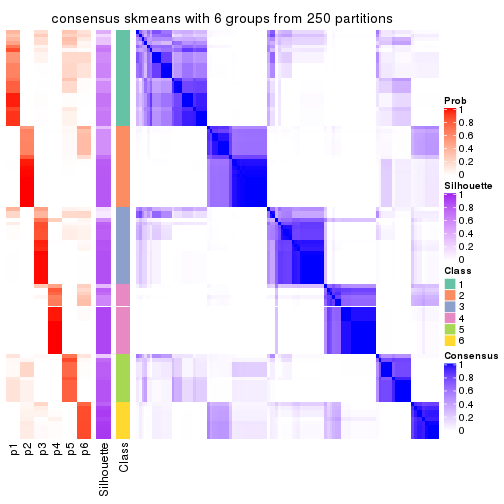 consensus skmeans with 6 groups from 250 partitions
Prob
1
0.8
0.6
0.4
0.2
0
Silhouette
1
0.8
0.6
0.4
0.2
0
Class
1
2
3
4
5
6
Consensus
1
0.8
0.6
0.4
0.2
0
p1
p2
p3
p4
p5
p6
Silhouette
Class